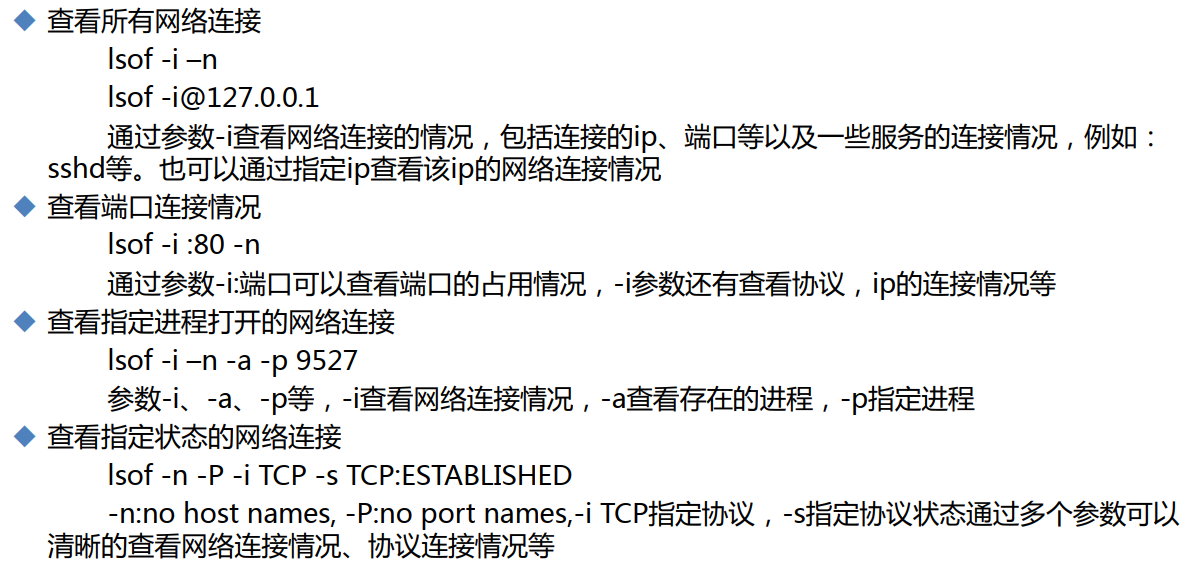 查看所有网络连接
lsof -i –n
lsof -i@127.0.0.1
通过参数-i查看网络连接的情况，包括连接的ip、端口等以及一些服务的连接情况，例如：
sshd等。也可以通过指定ip查看该ip的网络连接情况
查看端口连接情况
lsof -i :80 -n
通过参数-i:端口可以查看端口的占用情况，-i参数还有查看协议，ip的连接情况等
查看指定进程打开的网络连接
lsof -i –n -a -p 9527
参数-i、-a、-p等，-i查看网络连接情况，-a查看存在的进程，-p指定进程
查看指定状态的网络连接
lsof -n -P -i TCP -s TCP:ESTABLISHED
-n:no host names, -P:no port names,-i TCP指定协议，-s指定协议状态通过多个参数可以
清晰的查看网络连接情况、协议连接情况等